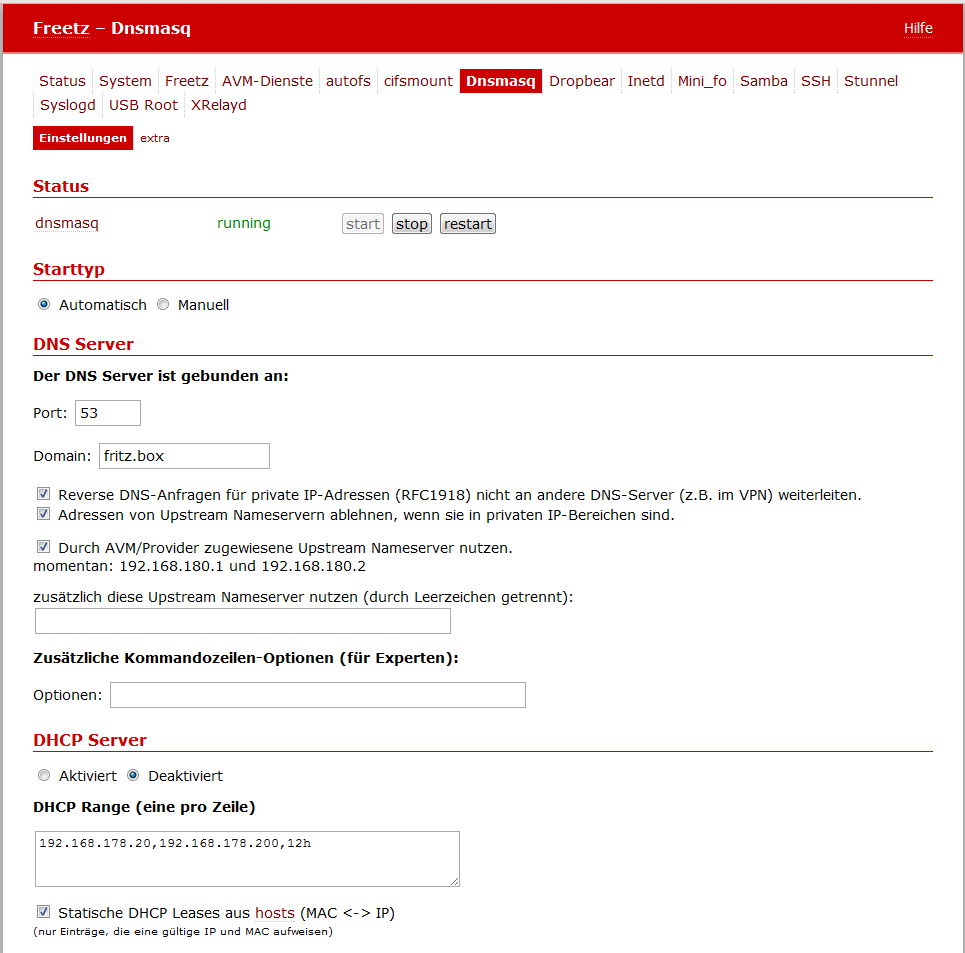 Freetz – Dnsmasq Hilfe
Status System Freetz AVM-Dienste autofs cifsmount Dnsmasq Dropbear Inetd Mini_fo Samba SSH Stunnel
Syslogd USB Root XRelayd
Einstellungen extra
Status
dnsmasq running start stop restart
Starttyp
Automatisch Manuell
DNS Server
Der DNS Server ist gebunden an:
Port: 53
Domain: fritz.box
Reverse DNS-Anfragen für private IP-Adressen (RFC1918) nicht an andere DNS-Server (z.B. im VPN) weiterleiten.
Adressen von Upstream Nameservern ablehnen, wenn sie in privaten IP-Bereichen sind.
Durch AVM/Provider zugewiesene Upstream Nameserver nutzen.
momentan: 192.168.180.1 und 192.168.180.2
zusätzlich diese Upstream Nameserver nutzen (durch Leerzeichen getrennt):
Zusätzliche Kommandozeilen-Optionen (für Experten):
Optionen:
DHCP Server
Aktiviert Deaktiviert
DHCP Range (eine pro Zeile)
192.168.178.20,192.168.178.200,12h
Statische DHCP Leases aus hosts (MAC <-> IP)
(nur Einträge, die eine gültige IP und MAC aufweisen)